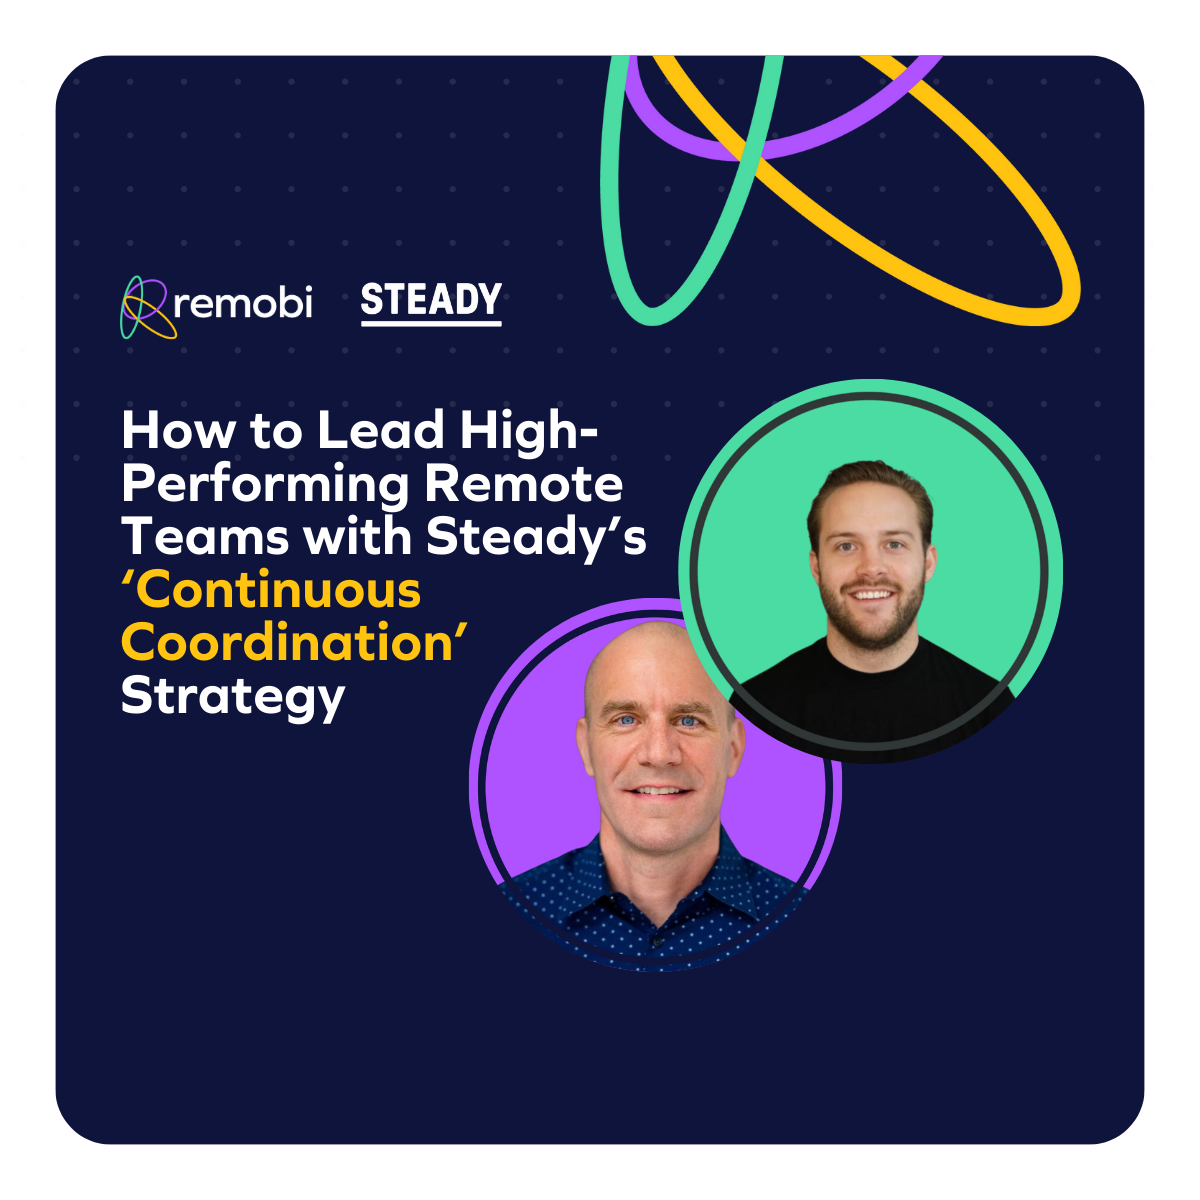 remobi STEADY
How to Lead High-
Performing Remote
Teams with Steady’s
‘Continuous
Coordination’
Strategy